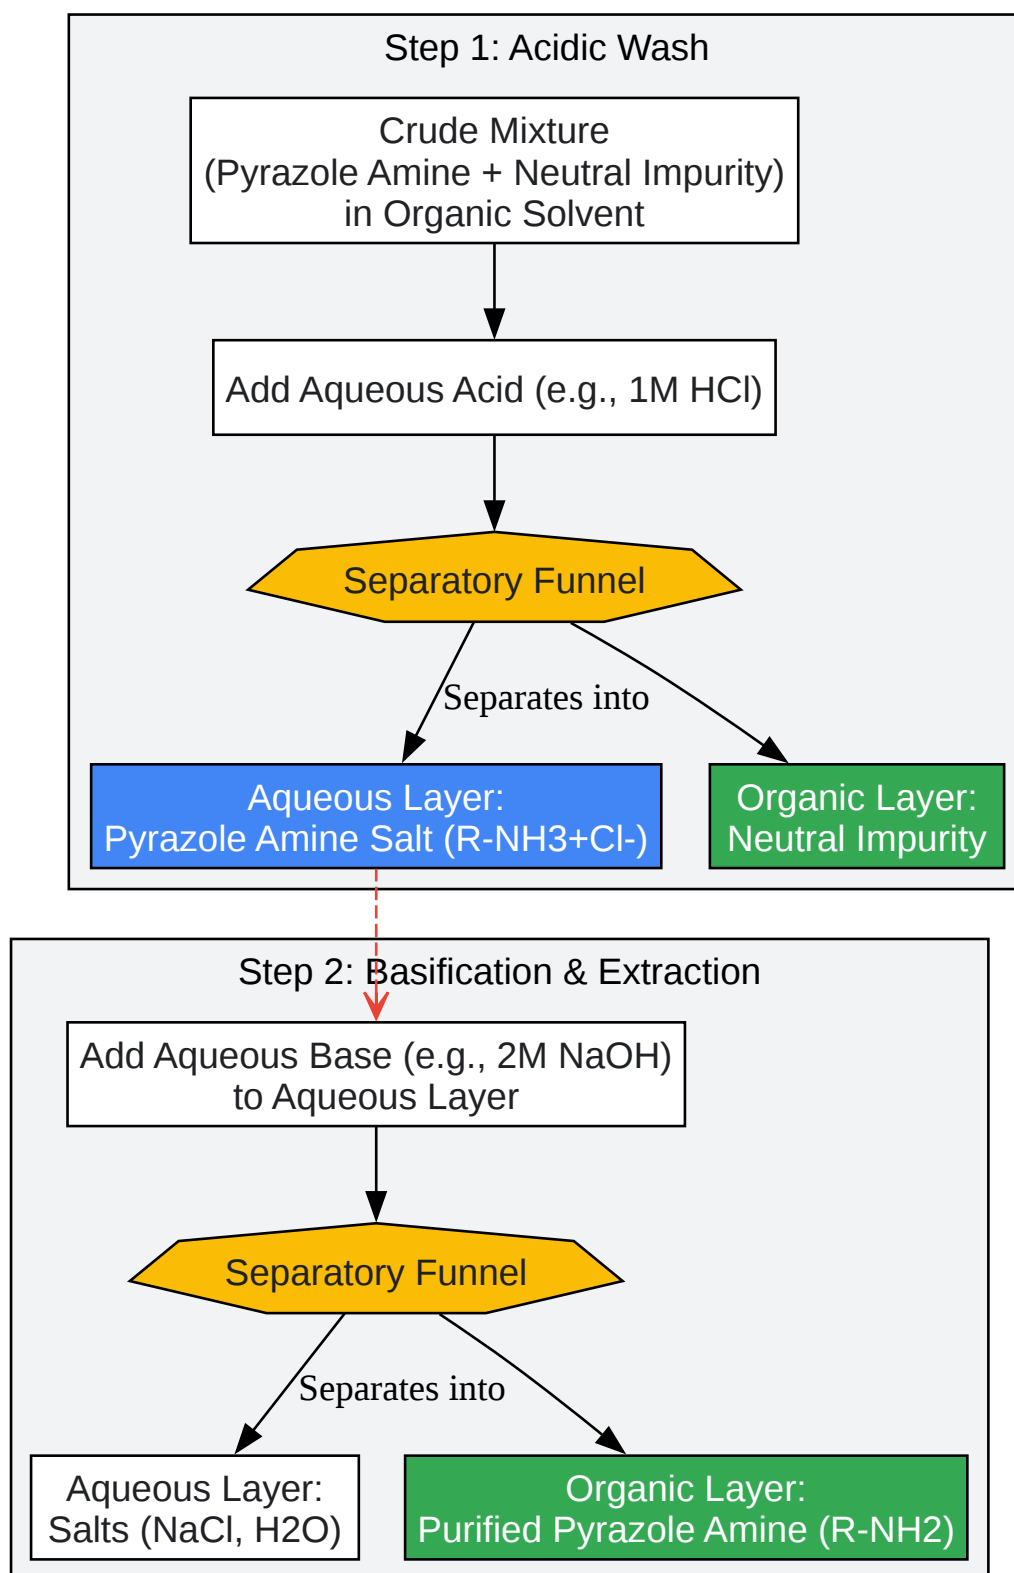 Step 1: Acidic Wash
Crude Mixture
(Pyrazole Amine + Neutral Impurity)
in Organic Solvent
Add Aqueous Acid (e.g., 1M HCl)
Separatory Funnel
Separates into
Aqueous Layer:
Pyrazole Amine Salt (R-NH3+Cl-)
Organic Layer:
Neutral Impurity
Step 2: Basification & Extraction
Add Aqueous Base (e.g., 2M NaOH)
to Aqueous Layer
Separatory Funnel
Separates into
Aqueous Layer:
Salts (NaCl, H2O)
Organic Layer:
Purified Pyrazole Amine (R-NH2)